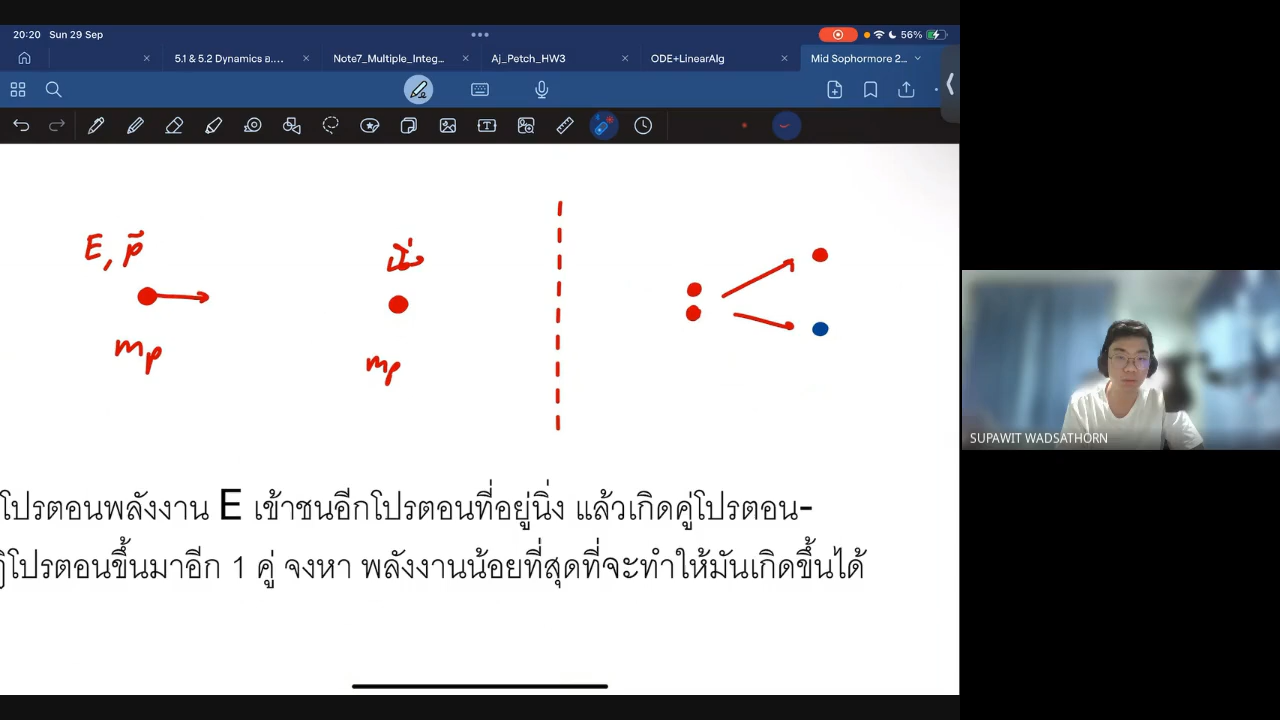 20:20 Sun 29 Sep
56%
5.1 & 5.2 Dynamics a....
Note7_Multiple_Integ...
Aj_Petch_HW3
ODE+LinearAlg
Mid Sophormore 2...
E, p⃗
นิ่ง
m_p
m_p
โปรตอนพลังงาน E เข้าชนอีกโปรตอนที่อยู่นิ่ง แล้วเกิดคู่โปรตอน-
โปรตอนขึ้นมาอีก 1 คู่ จงหา พลังงานน้อยที่สุดที่จะทำให้มันเกิดขึ้นได้
SUPAWIT WADSATHORN